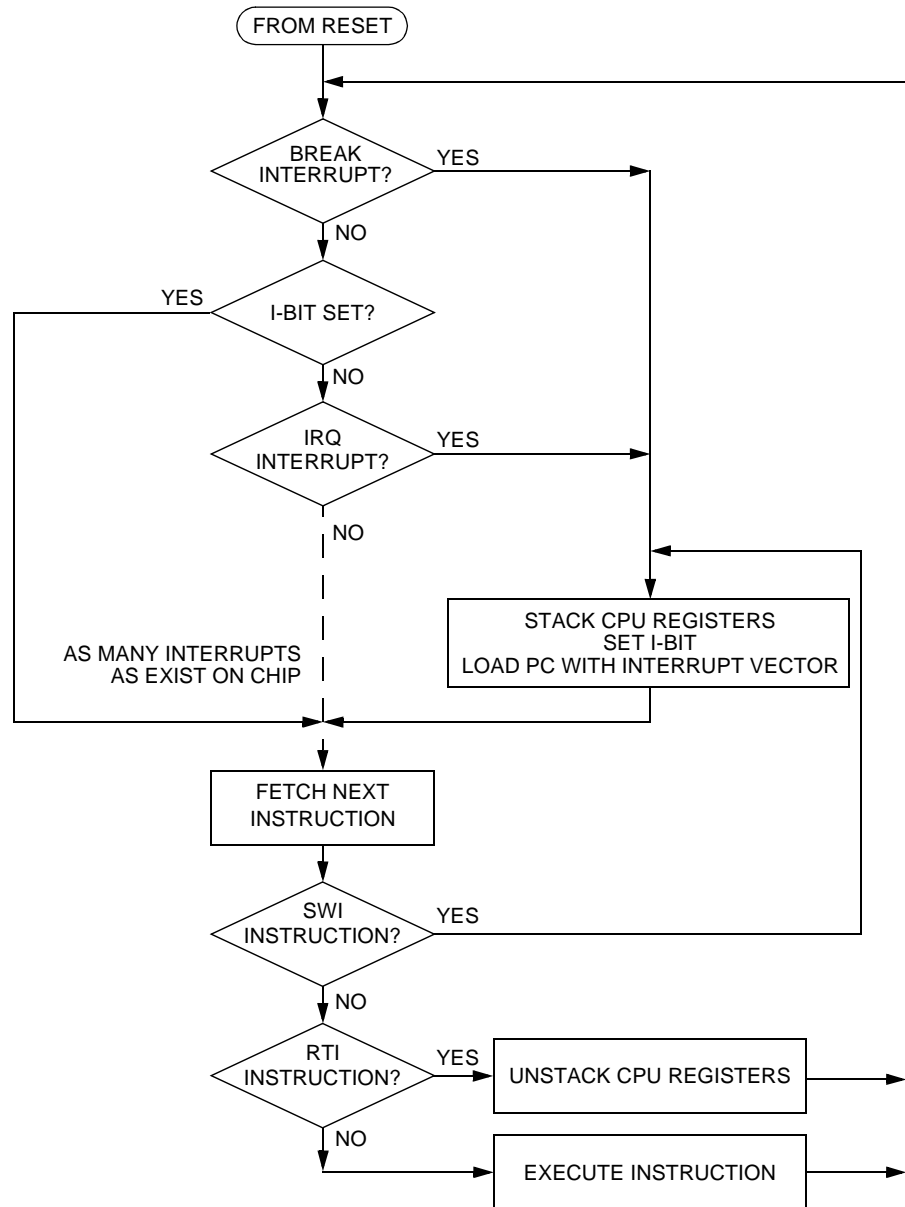 FROM RESET
BREAK
INTERRUPT?
YES
NO
YES
I-BIT SET?
NO
IRQ
INTERRUPT?
YES
NO
STACK CPU REGISTERS
SET I-BIT
LOAD PC WITH INTERRUPT VECTOR
AS MANY INTERRUPTS
AS EXIST ON CHIP
FETCH NEXT
INSTRUCTION
SWI
INSTRUCTION?
YES
NO
RTI
INSTRUCTION?
YES
UNSTACK CPU REGISTERS
NO
EXECUTE INSTRUCTION